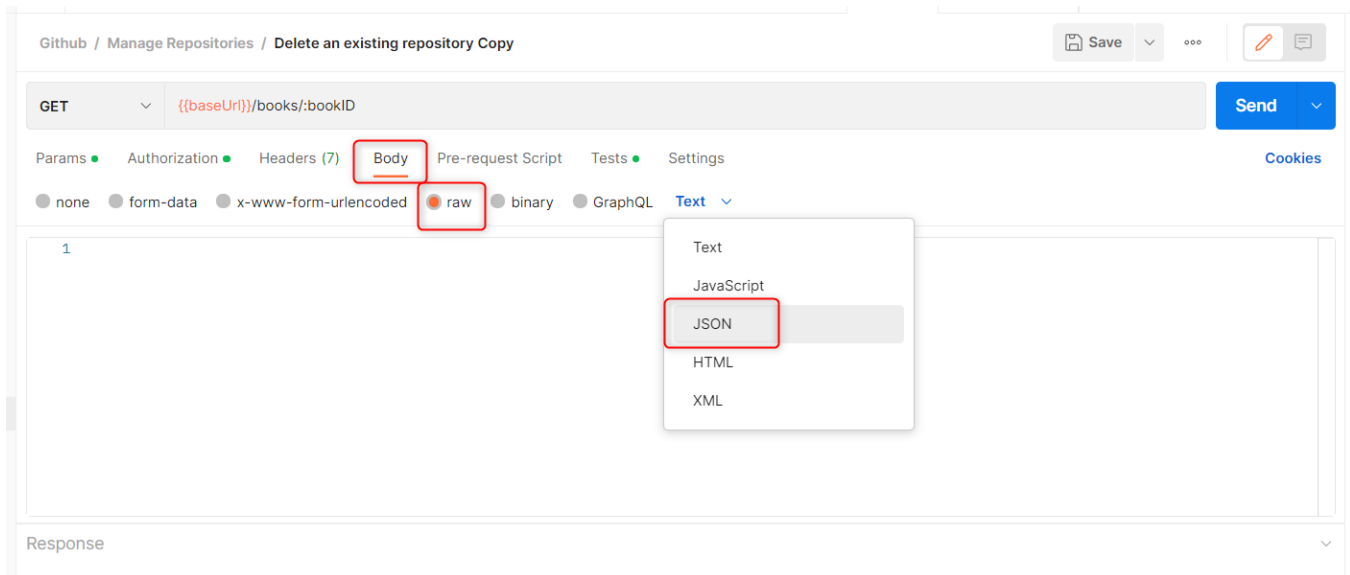 Github / Manage Repositories / Delete an existing repository Copy
Save
GET
{{baseUrl}}/books/:bookID
Send
Params
Authorization
Headers (7)
Body
Pre-request Script
Tests
Settings
Cookies
none
form-data
x-www-form-urlencoded
raw
binary
GraphQL
Text
1
Text
JavaScript
JSON
HTML
XML
Response